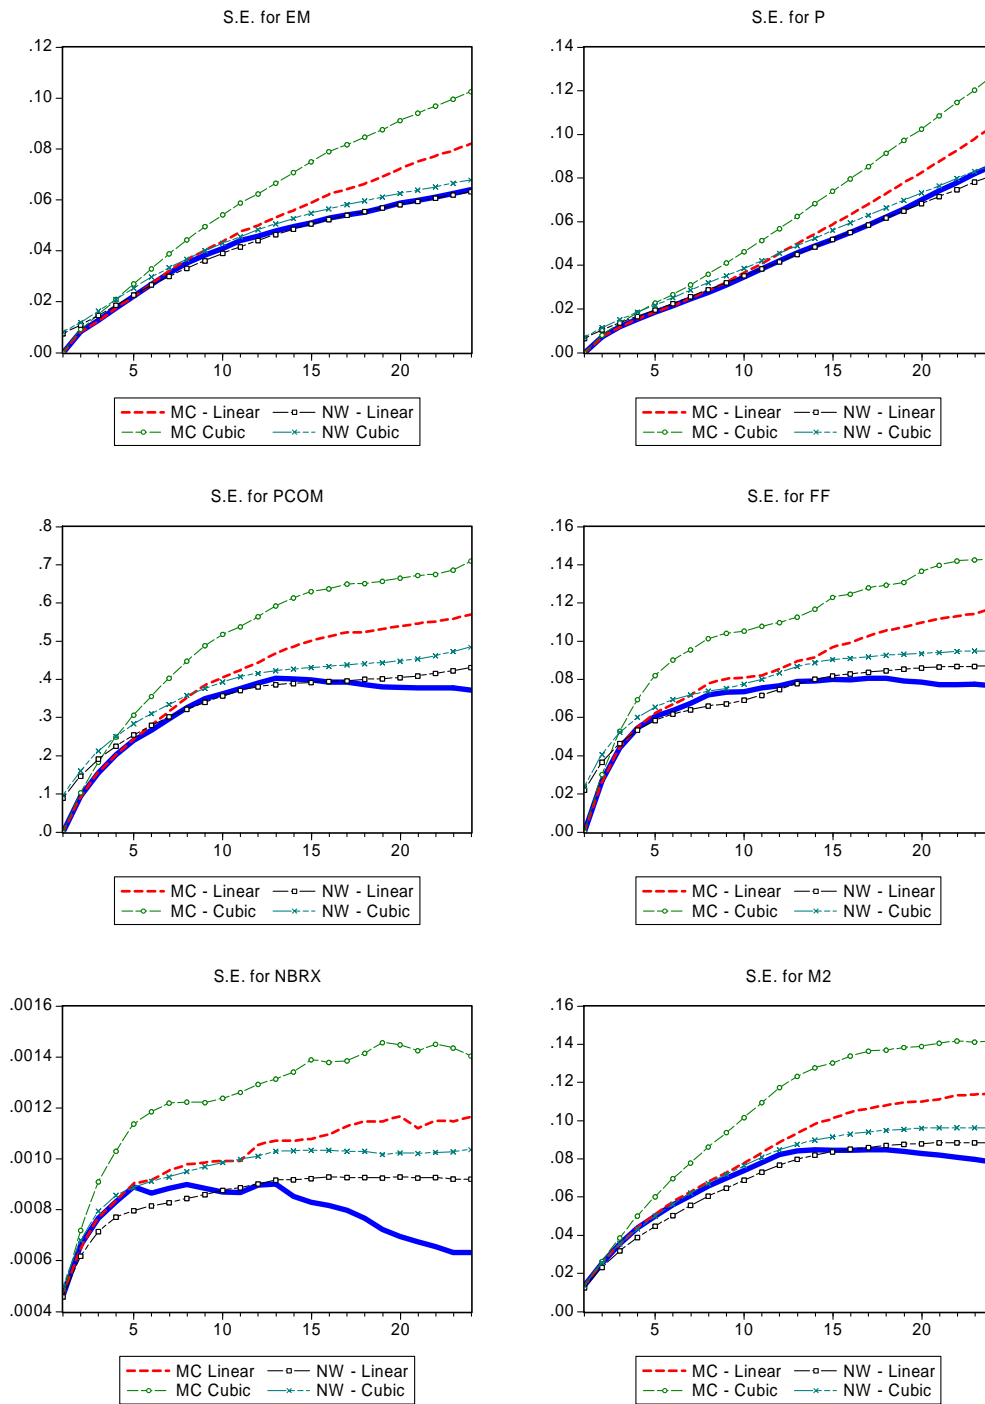 S.E. for EM
.12
.10
.08
.06
.04
.02
.00
5
10
15
20
MC - Linear
NW - Linear
MC Cubic
NW Cubic
S.E. for P
.14
.12
.10
.08
.06
.04
.02
.00
5
10
15
20
MC - Linear
NW - Linear
MC - Cubic
NW - Cubic
S.E. for PCOM
.8
.7
.6
.5
.4
.3
.2
.1
.0
5
10
15
20
MC - Linear
NW - Linear
MC - Cubic
NW - Cubic
S.E. for FF
.16
.14
.12
.10
.08
.06
.04
.02
.00
5
10
15
20
MC - Linear
NW - Linear
MC - Cubic
NW - Cubic
S.E. for NBRX
.0016
.0014
.0012
.0010
.0008
.0006
.0004
5
10
15
20
MC Linear
NW - Linear
MC Cubic
NW - Cubic
S.E. for M2
.16
.14
.12
.10
.08
.06
.04
.02
.00
5
10
15
20
MC - Linear
NW - Linear
MC - Cubic
NW - Cubic